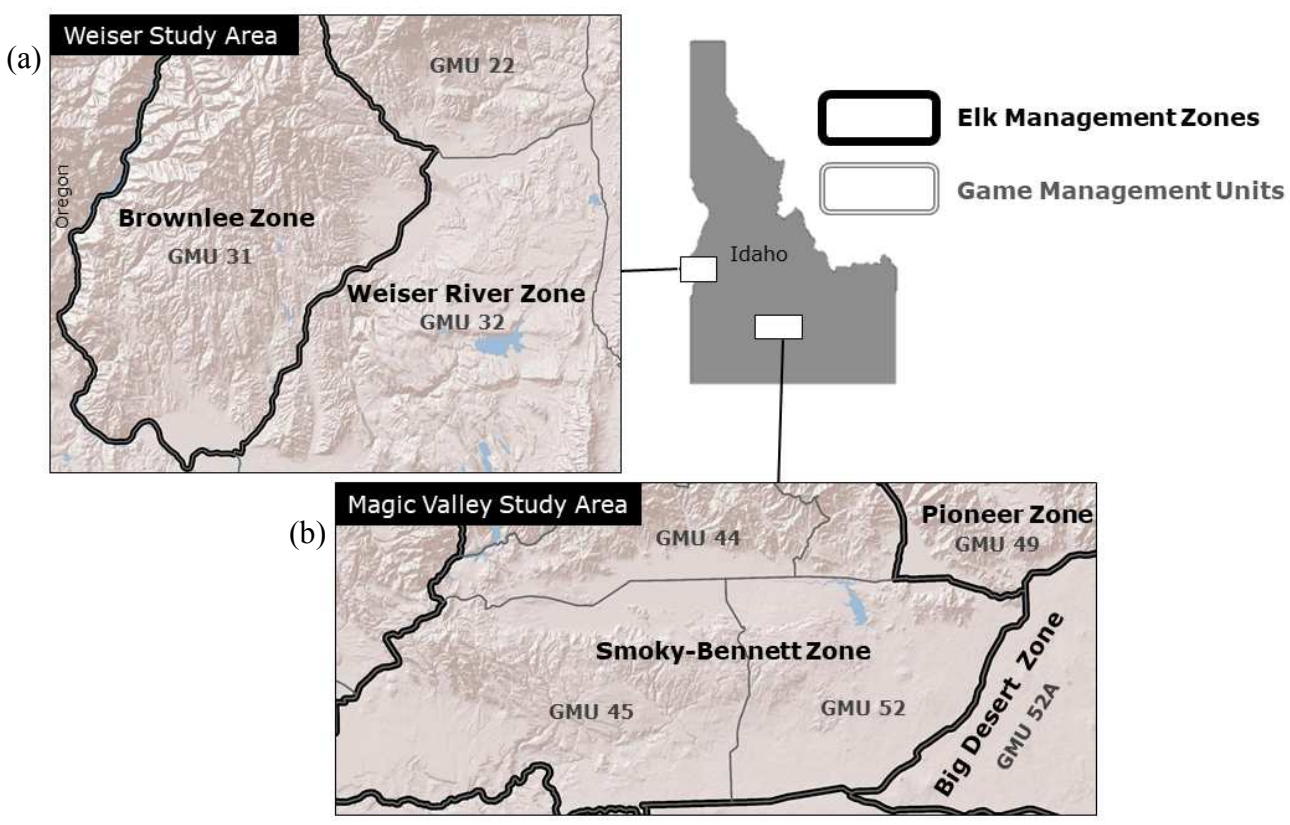 (a)
Weiser Study Area
GMU 22
Oregon
Brownlee Zone
GMU 31
Weiser River Zone
GMU 32
Idaho
Elk Management Zones
Game Management Units
(b)
Magic Valley Study Area
GMU 44
Pioneer Zone
GMU 49
Smoky-Bennett Zone
GMU 45
GMU 52
Big Desert Zone
GMU 52A